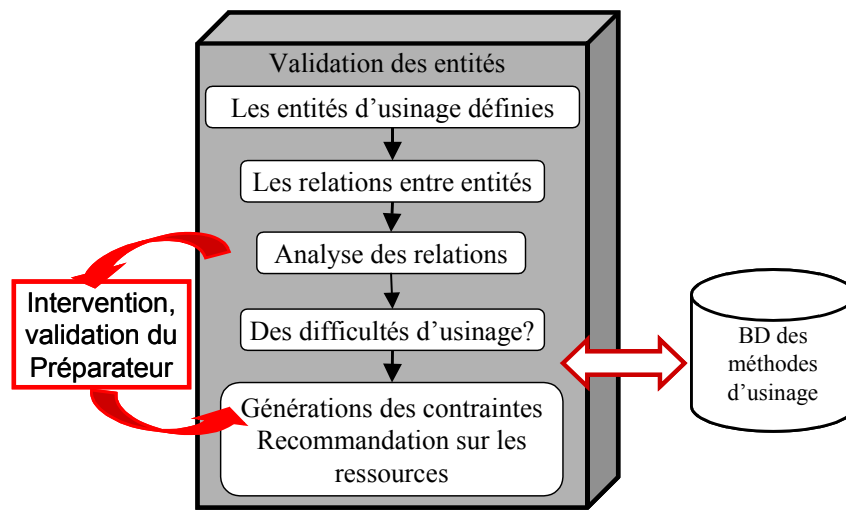 Validation des entités
Les entités d'usinage définies
Les relations entre entités
Analyse des relations
Des difficultés d'usinage?
Générations des contraintes
Recommandation sur les
ressources
Intervention,
validation du
Préparateur
BD des
méthodes
d'usinage